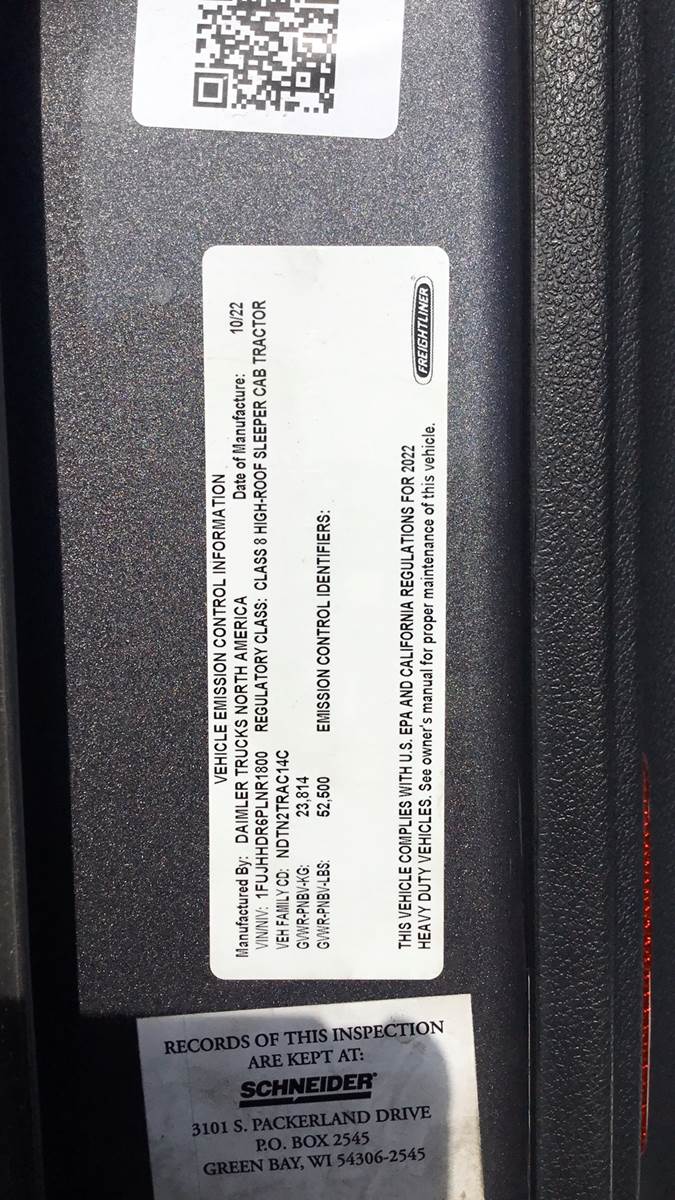 VEHICLE EMISSION CONTROL INFORMATION
Manufactured By: DAIMLER TRUCKS NORTH AMERICA Date of Manufacture: 10/22
VIN/NIV: 1FUJHHDR6PLNR1800 REGULATORY CLASS: CLASS 8 HIGH-ROOF SLEEPER CAB TRACTOR
VEH FAMILY CD: NDTN2TRAC14C
GVWR-PNBV-KG: 23,814
GVWR-PNBV-LBS: 52,500 EMISSION CONTROL IDENTIFIERS:
THIS VEHICLE COMPLIES WITH U.S. EPA AND CALIFORNIA REGULATIONS FOR 2022
HEAVY DUTY VEHICLES. See owner's manual for proper maintenance of this vehicle.
FREIGHTLINER
RECORDS OF THIS INSPECTION
ARE KEPT AT:
SCHNEIDER
3101 S. PACKERLAND DRIVE
P.O. BOX 2545
GREEN BAY, WI 54306-2545